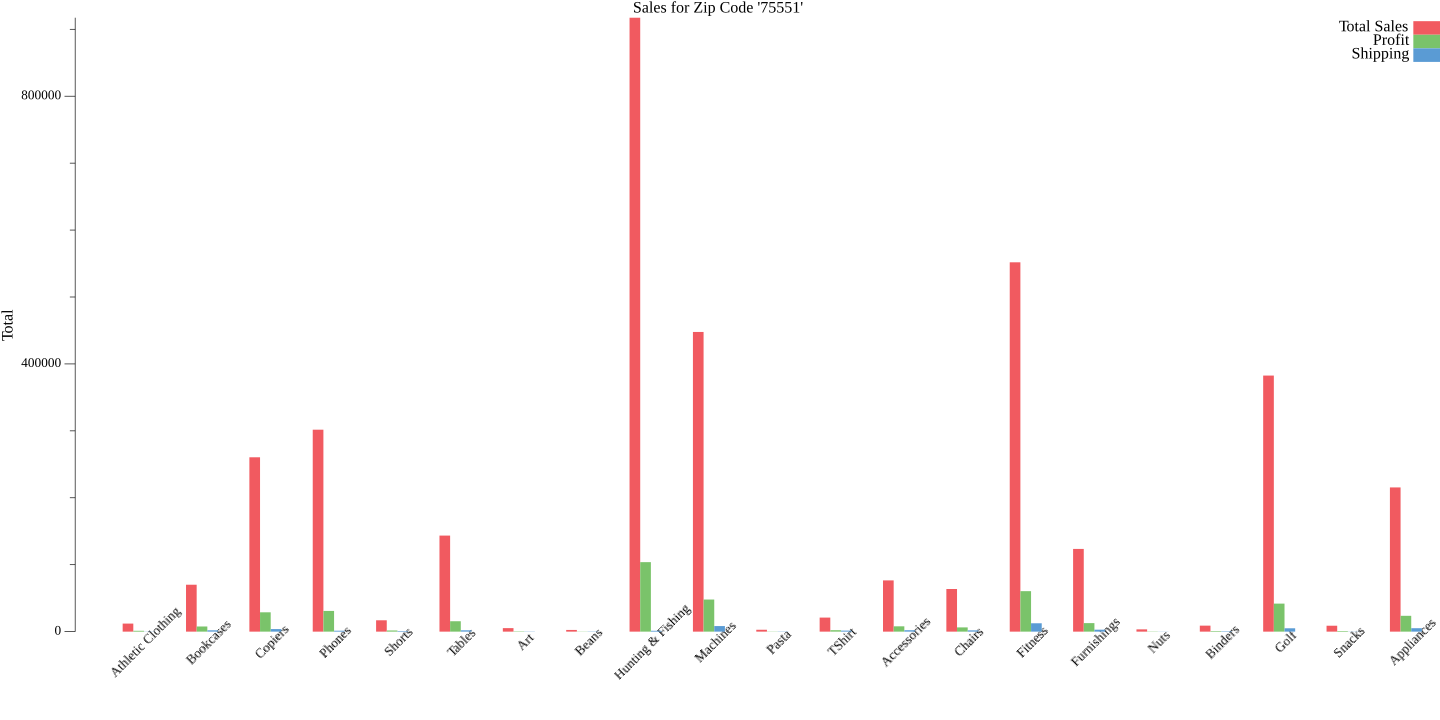 Sales for Zip Code '75551'
Total Sales
Profit
Shipping
800000
400000
0
Total
Athletic Clothing
Bookcases
Copiers
Phones
Shorts
Tables
Art
Beans
Hunting & Fishing
Machines
Pasta
TShirt
Accessories
Chairs
Fitness
Furnishings
Nuts
Binders
Golf
Snacks
Appliances